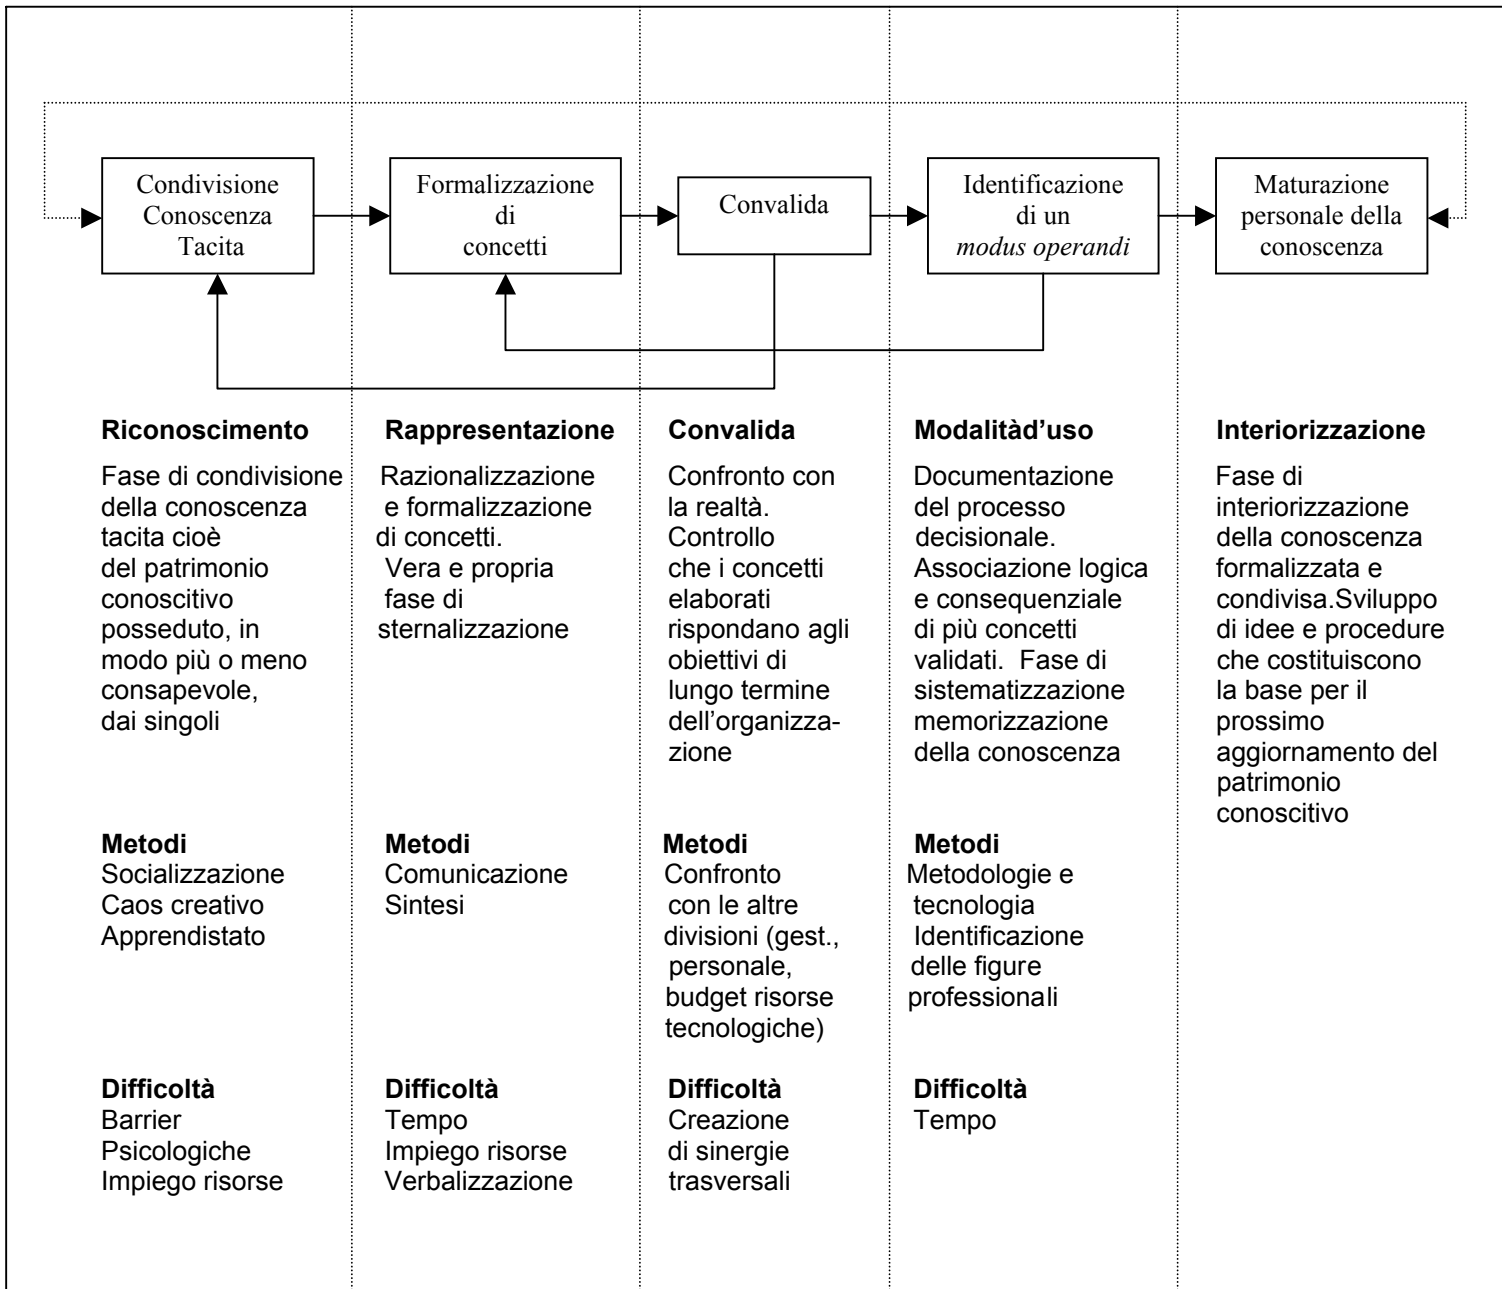 Condivisione
Conoscenza
Tacita
Formalizzazione
di
concetti
Convalida
Identificazione
di un
modus operandi
Maturazione
personale della
conoscenza
Riconoscimento
Fase di condivisione
della conoscenza
tacita cioè
del patrimonio
conoscitivo
posseduto, in
modo più o meno
consapevole,
dai singoli
Metodi
Socializzazione
Caos creativo
Apprendistato
Difficoltà
Barrier
Psicologiche
Impiego risorse
Rappresentazione
Razionalizzazione
e formalizzazione
di concetti.
Vera e propria
fase di
sternalizzazione
Metodi
Comunicazione
Sintesi
Difficoltà
Tempo
Impiego risorse
Verbalizzazione
Convalida
Confronto con
la realtà.
Controllo
che i concetti
elaborati
rispondano agli
obiettivi di
lungo termine
dell'organizza-
zione
Metodi
Confronto
con le altre
divisioni (gest.,
personale,
budget risorse
tecnologiche)
Difficoltà
Creazione
di sinergie
trasversali
Modalitàd'uso
Documentazione
del processo
decisionale.
Associazione logica
e consequenziale
di più concetti
validati. Fase di
sistematizzazione
memorizzazione
della conoscenza
Metodi
Metodologie e
tecnologia
Identificazione
delle figure
professionali
Difficoltà
Tempo
Interiorizzazione
Fase di
interiorizzazione
della conoscenza
formalizzata e
condivisa.Sviluppo
di idee e procedure
che costituiscono
la base per il
prossimo
aggiornamento del
patrimonio
conoscitivo